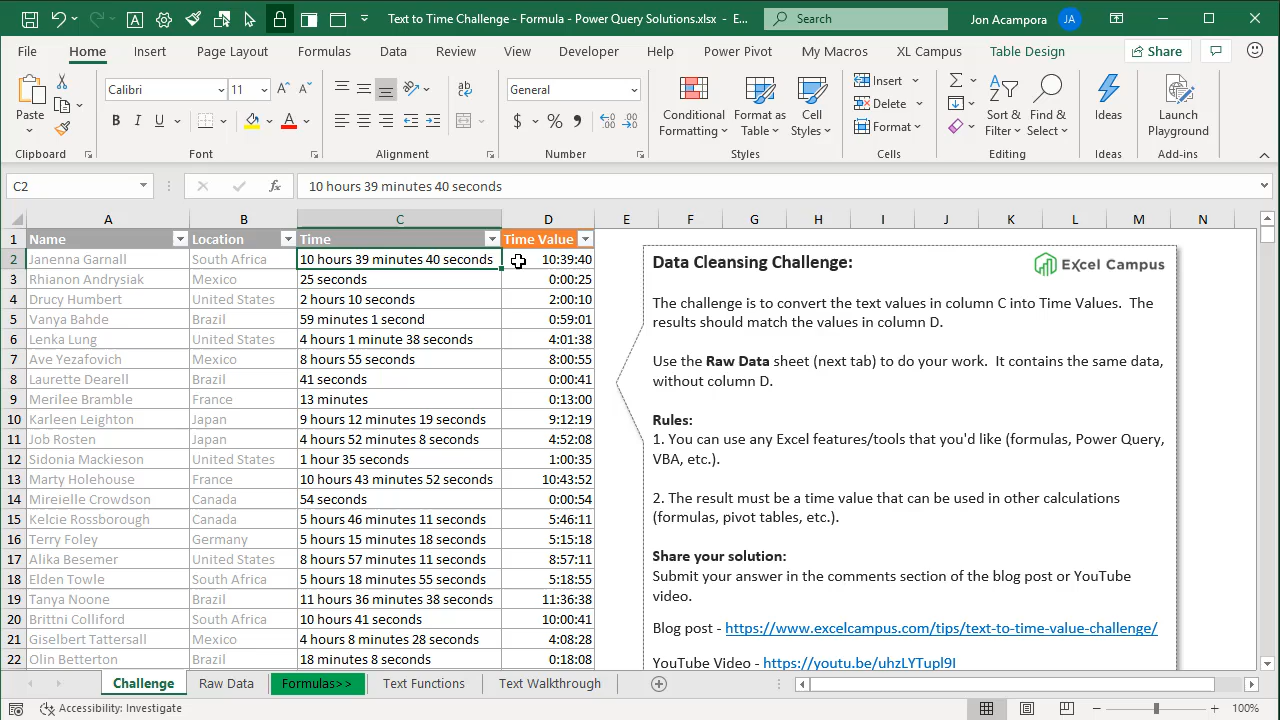 Text to Time Challenge - Formula - Power Query Solutions.xlsx - E...
Search
Jon Acampora JA
File Home Insert Page Layout Formulas Data Review View Developer Help Power Pivot My Macros XL Campus Table Design Share
Paste
Calibri 11
B I U
General
$ % 9
Conditional Formatting
Format as Table
Cell Styles
Insert
Delete
Format
Sort & Filter
Find & Select
Ideas
Launch Playground
Clipboard Font Alignment Number Styles Cells Editing Ideas Add-ins
C2 fx 10 hours 39 minutes 40 seconds
A B C D E F G H I J K L M N
1 Name Location Time Time Value
2 Janenna Garnall South Africa 10 hours 39 minutes 40 seconds 10:39:40
3 Rhianon Andrysiak Mexico 25 seconds 0:00:25
4 Drucy Humbert United States 2 hours 10 seconds 2:00:10
5 Vanya Bahde Brazil 59 minutes 1 second 0:59:01
6 Lenka Lung United States 4 hours 1 minute 38 seconds 4:01:38
7 Ave Yezafovich Mexico 8 hours 55 seconds 8:00:55
8 Laurette Dearell Brazil 41 seconds 0:00:41
9 Merilee Bramble France 13 minutes 0:13:00
10 Karleen Leighton Japan 9 hours 12 minutes 19 seconds 9:12:19
11 Job Rosten Japan 4 hours 52 minutes 8 seconds 4:52:08
12 Sidonia Mackieson United States 1 hour 35 seconds 1:00:35
13 Marty Holehouse France 10 hours 43 minutes 52 seconds 10:43:52
14 Mireielle Crowdson Canada 54 seconds 0:00:54
15 Kelcie Rossborough Canada 5 hours 46 minutes 11 seconds 5:46:11
16 Terry Foley Germany 5 hours 15 minutes 18 seconds 5:15:18
17 Alika Besemer United States 8 hours 57 minutes 11 seconds 8:57:11
18 Elden Towle South Africa 5 hours 18 minutes 55 seconds 5:18:55
19 Tanya Noone Brazil 11 hours 36 minutes 38 seconds 11:36:38
20 Brittni Colliford South Africa 10 hours 41 seconds 10:00:41
21 Giselbert Tattersall Mexico 4 hours 8 minutes 28 seconds 4:08:28
22 Olin Betterton Brazil 18 minutes 8 seconds 0:18:08
Data Cleansing Challenge:
Excel Campus
The challenge is to convert the text values in column C into Time Values. The
results should match the values in column D.
Use the Raw Data sheet (next tab) to do your work. It contains the same data,
without column D.
Rules:
1. You can use any Excel features/tools that you'd like (formulas, Power Query,
VBA, etc.).
2. The result must be a time value that can be used in other calculations
(formulas, pivot tables, etc.).
Share your solution:
Submit your answer in the comments section of the blog post or YouTube
video.
Blog post - https://www.excelcampus.com/tips/text-to-time-value-challenge/
YouTube Video - https://youtu.be/uhzLYTupl9I
Challenge Raw Data Formulas>> Text Functions Text Walkthrough
Accessibility: Investigate 100%